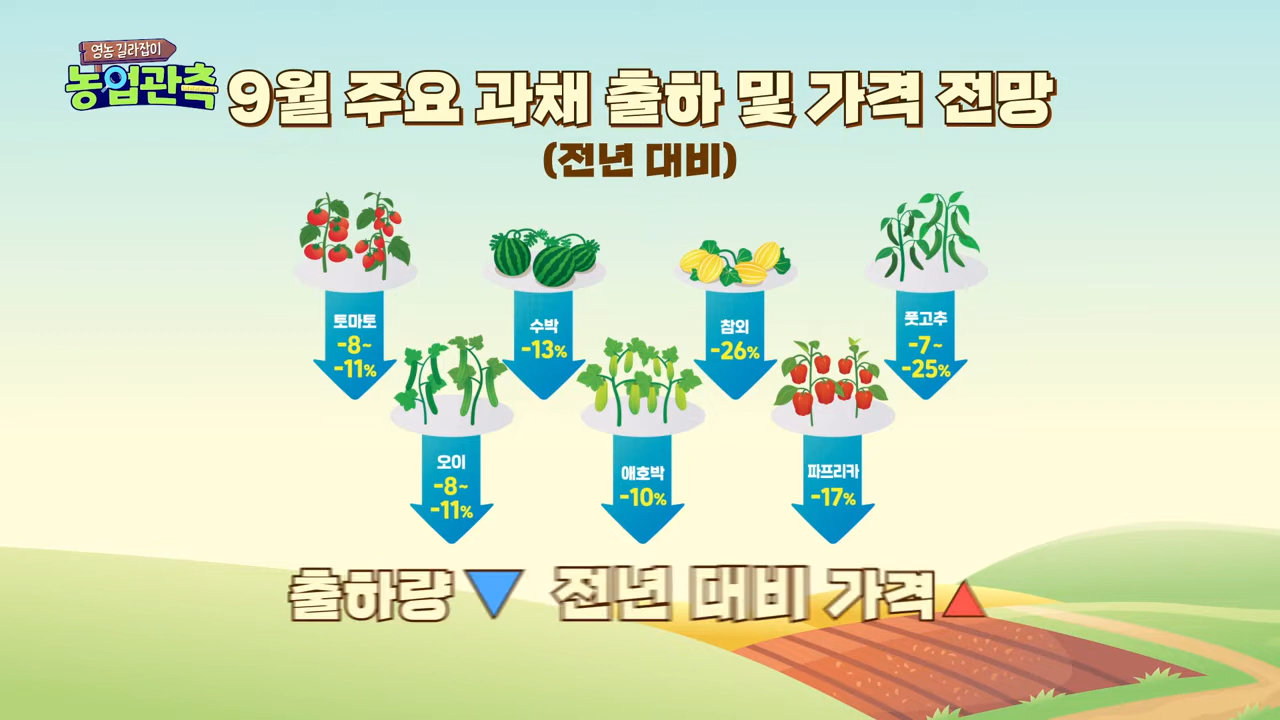 영농 길라잡이
농업관측
9월 주요 과채 출하 및 가격 전망
(전년 대비)
토마토
-8~
-11%
수박
-13%
참외
-26%
풋고추
-7~
-25%
오이
-8~
-11%
애호박
-10%
파프리카
-17%
출하량▼ 전년 대비 가격▲